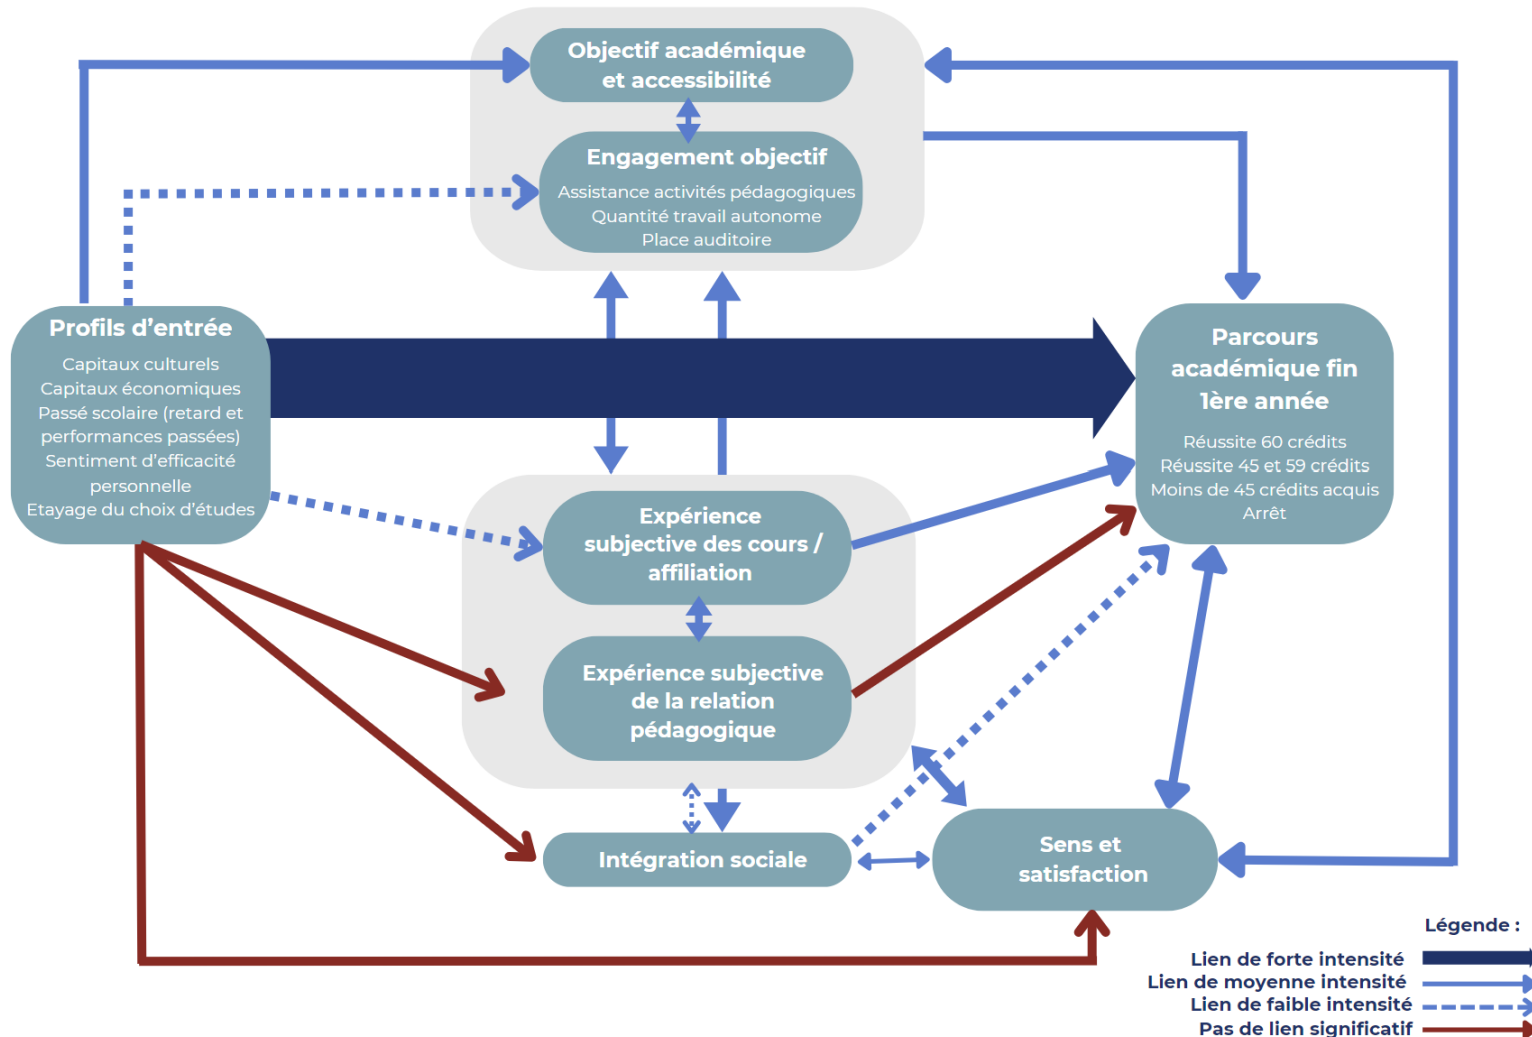 Objectif académique
et accessibilité
Engagement objectif
Assistance activités pédagogiques
Quantité travail autonome
Place auditoire
Profils d'entrée
Capitaux culturels
Capitaux économiques
Passé scolaire (retard et
performances passées)
Sentiment d'efficacité
personnelle
Etayage du choix d'études
Parcours
académique fin
1ère année
Réussite 60 crédits
Réussite 45 et 59 crédits
Moins de 45 crédits acquis
Arrêt
Expérience
subjective des cours /
affiliation
Expérience subjective
de la relation
pédagogique
Intégration sociale
Sens et
satisfaction
Légende :
Lien de forte intensité
Lien de moyenne intensité
Lien de faible intensité
Pas de lien significatif